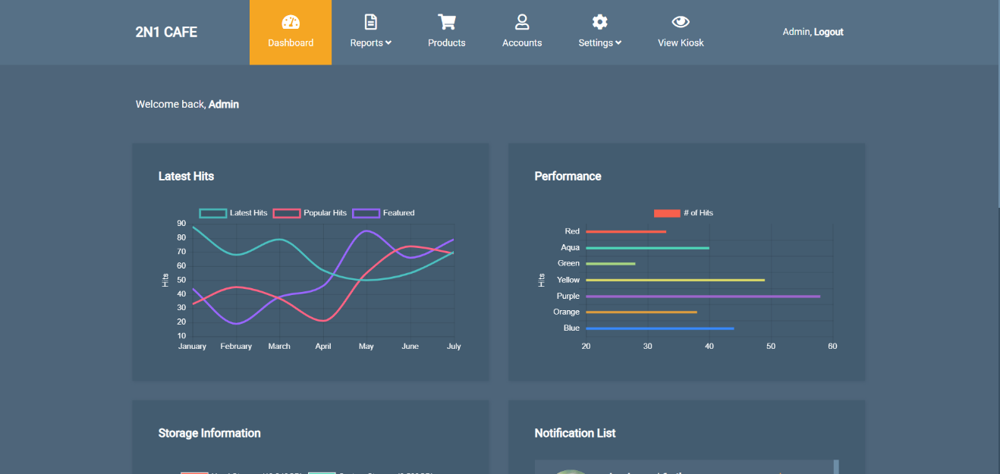 2N1 CAFE
Dashboard
Reports
Products
Accounts
Settings
View Kiosk
Admin, Logout
Welcome back, Admin
Latest Hits
Latest Hits Popular Hits Featured
90
80
70
60
50
40
30
20
10
Hits
January February March April May June July
Performance
# of Hits
Red
Aqua
Green
Yellow
Purple
Orange
Blue
Hits
20 30 40 50 60
Storage Information
Notification List